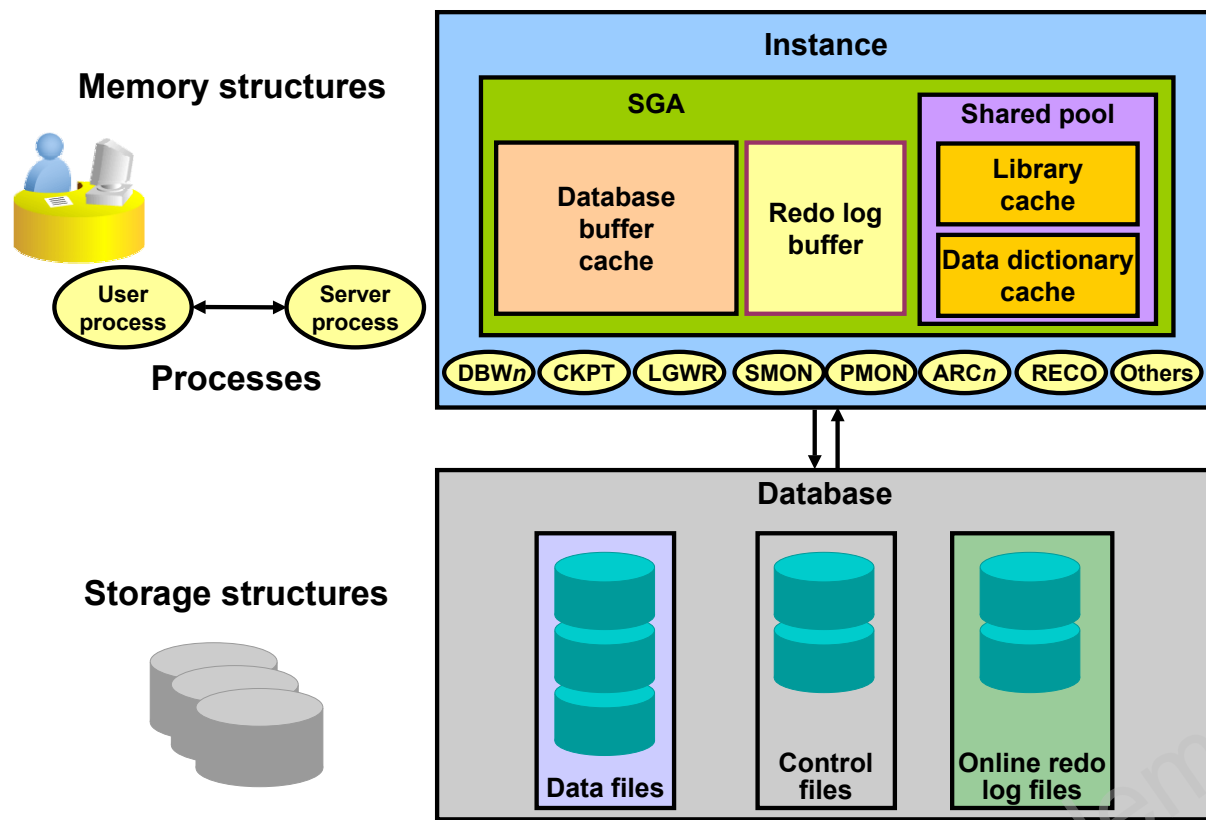 Instance
Memory structures
SGA
Shared pool
Library
cache
Database
buffer
cache
Redo log
buffer
Data dictionary
cache
User
process
Server
process
Processes
DBWn
CKPT
LGWR
SMON
PMON
ARCn
RECO
Others
Database
Storage structures
Data files
Control
files
Online redo
log files